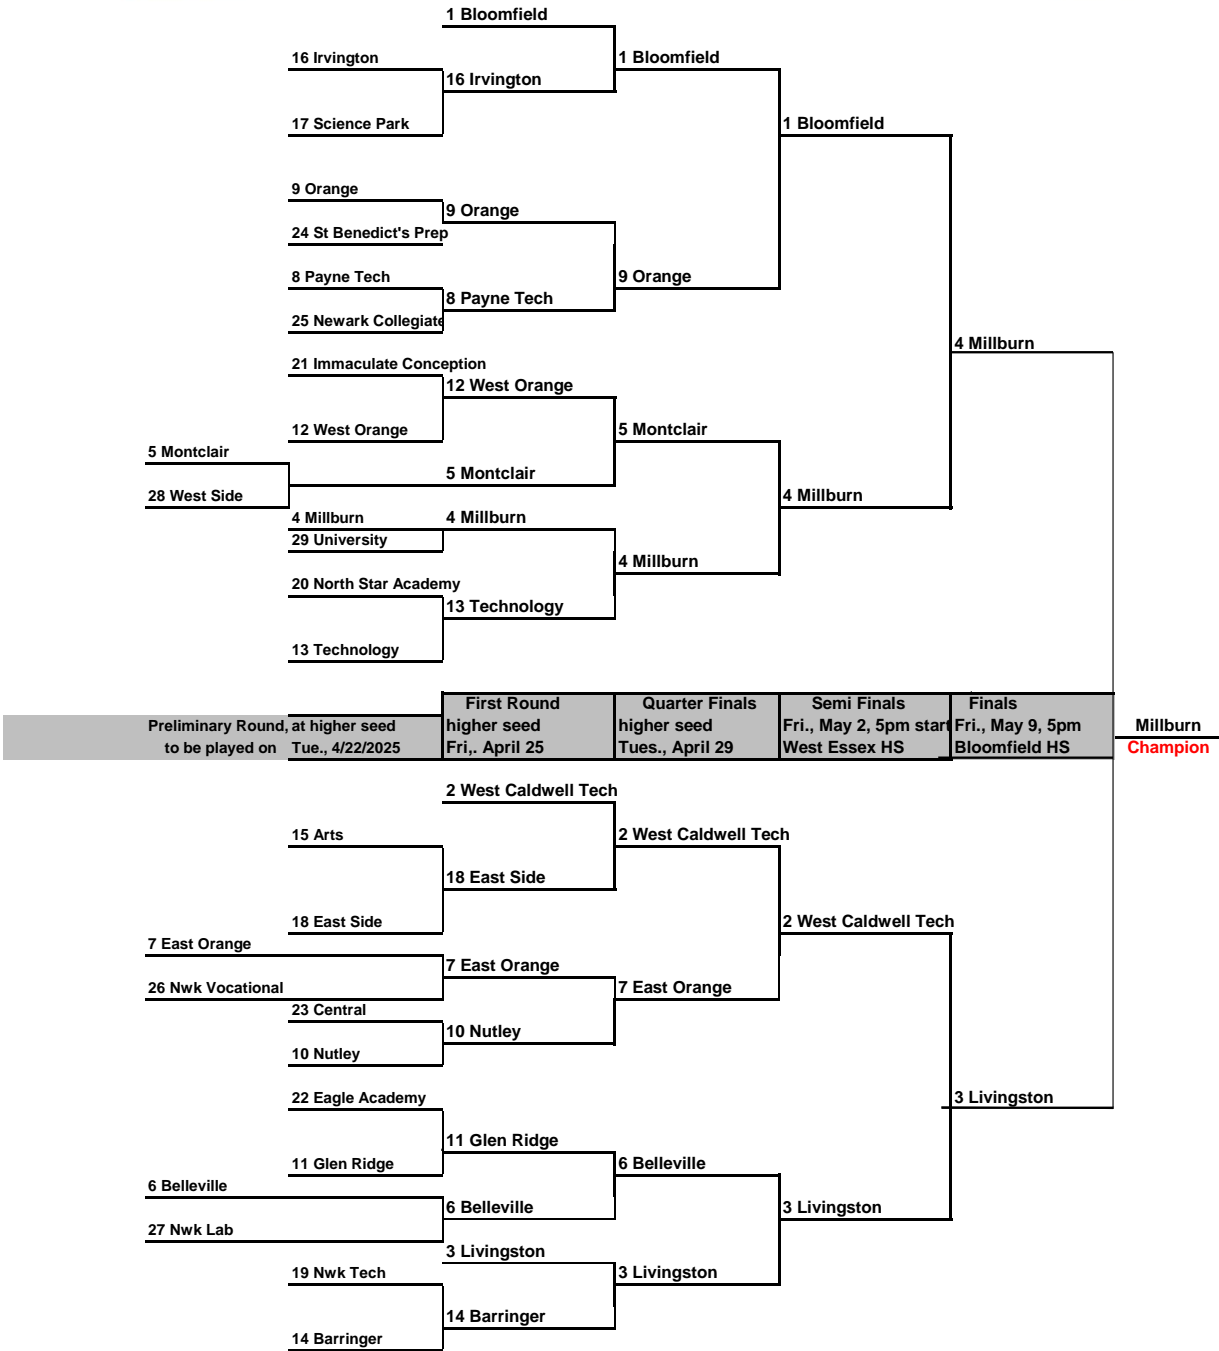 1 Bloomfield
16 Irvington
1 Bloomfield
16 Irvington
17 Science Park
1 Bloomfield
9 Orange
9 Orange
24 St Benedict's Prep
8 Payne Tech
9 Orange
8 Payne Tech
25 Newark Collegiate
4 Millburn
21 Immaculate Conception
12 West Orange
12 West Orange
5 Montclair
5 Montclair
5 Montclair
28 West Side
4 Millburn
4 Millburn
4 Millburn
29 University
4 Millburn
20 North Star Academy
13 Technology
13 Technology
First Round
Quarter Finals
Semi Finals
Finals
Preliminary Round, at higher seed
higher seed
higher seed
Fri., May 2, 5pm start
Fri., May 9, 5pm
Millburn
to be played on Tue., 4/22/2025
Fri,. April 25
Tues., April 29
West Essex HS
Bloomfield HS
Champion
2 West Caldwell Tech
15 Arts
2 West Caldwell Tech
18 East Side
18 East Side
2 West Caldwell Tech
7 East Orange
7 East Orange
26 Nwk Vocational
7 East Orange
23 Central
10 Nutley
10 Nutley
22 Eagle Academy
3 Livingston
11 Glen Ridge
11 Glen Ridge
6 Belleville
6 Belleville
6 Belleville
3 Livingston
27 Nwk Lab
3 Livingston
19 Nwk Tech
3 Livingston
14 Barringer
14 Barringer